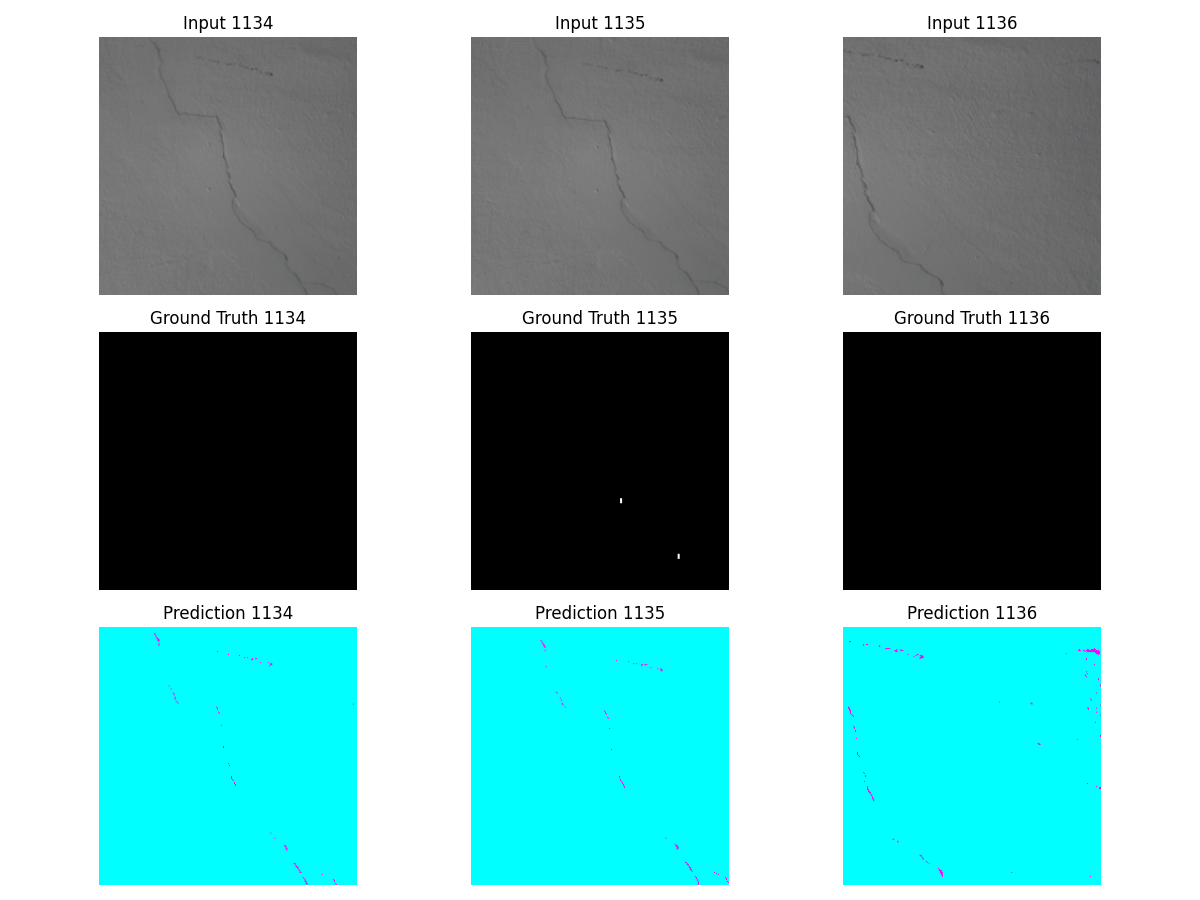 Input 1134
Input 1135
Input 1136
Ground Truth 1134
Ground Truth 1135
Ground Truth 1136
Prediction 1134
Prediction 1135
Prediction 1136